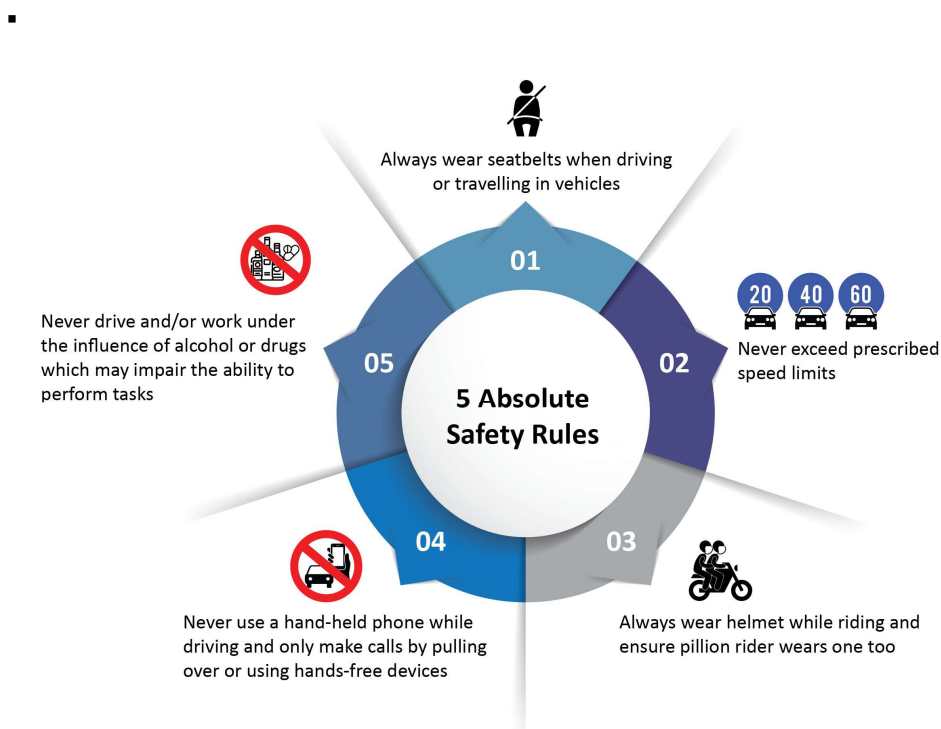 Always wear seatbelts when driving
or travelling in vehicles
01
20 40 60
Never exceed prescribed
speed limits
02
Always wear helmet while riding and
ensure pillion rider wears one too
03
Never use a hand-held phone while
driving and only make calls by pulling
over or using hands-free devices
04
Never drive and/or work under
the influence of alcohol or drugs
which may impair the ability to
perform tasks
05
5 Absolute
Safety Rules